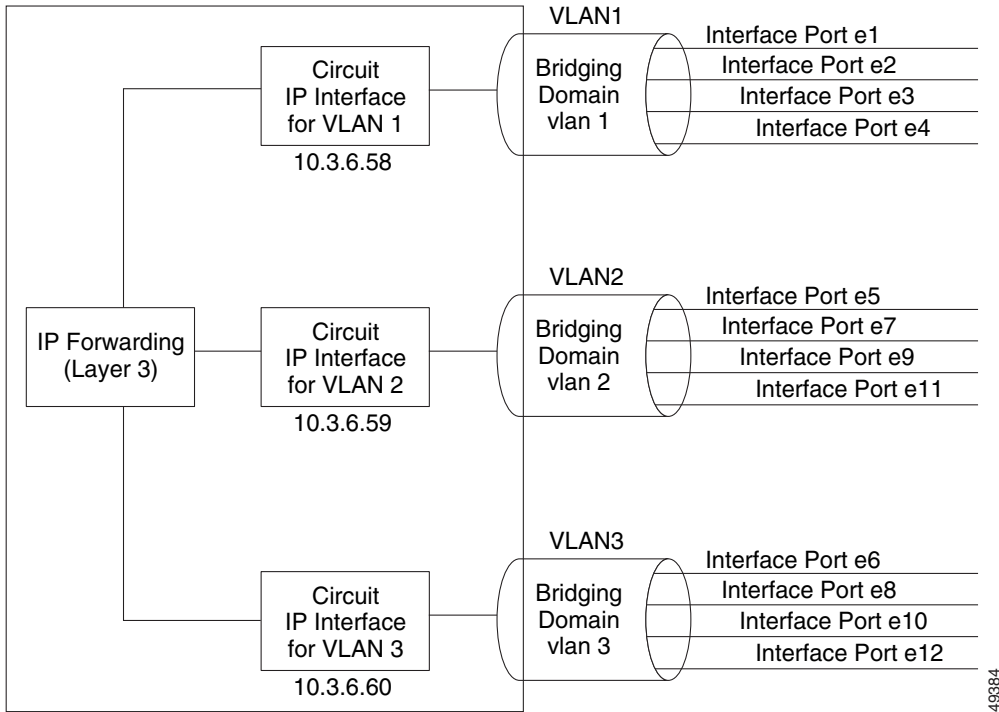 VLAN1
Circuit
IP Interface
for VLAN 1
10.3.6.58
Bridging
Domain
vlan 1
Interface Port e1
Interface Port e2
Interface Port e3
Interface Port e4
IP Forwarding
(Layer 3)
VLAN2
Circuit
IP Interface
for VLAN 2
10.3.6.59
Bridging
Domain
vlan 2
Interface Port e5
Interface Port e7
Interface Port e9
Interface Port e11
VLAN3
Circuit
IP Interface
for VLAN 3
10.3.6.60
Bridging
Domain
vlan 3
Interface Port e6
Interface Port e8
Interface Port e10
Interface Port e12
49384